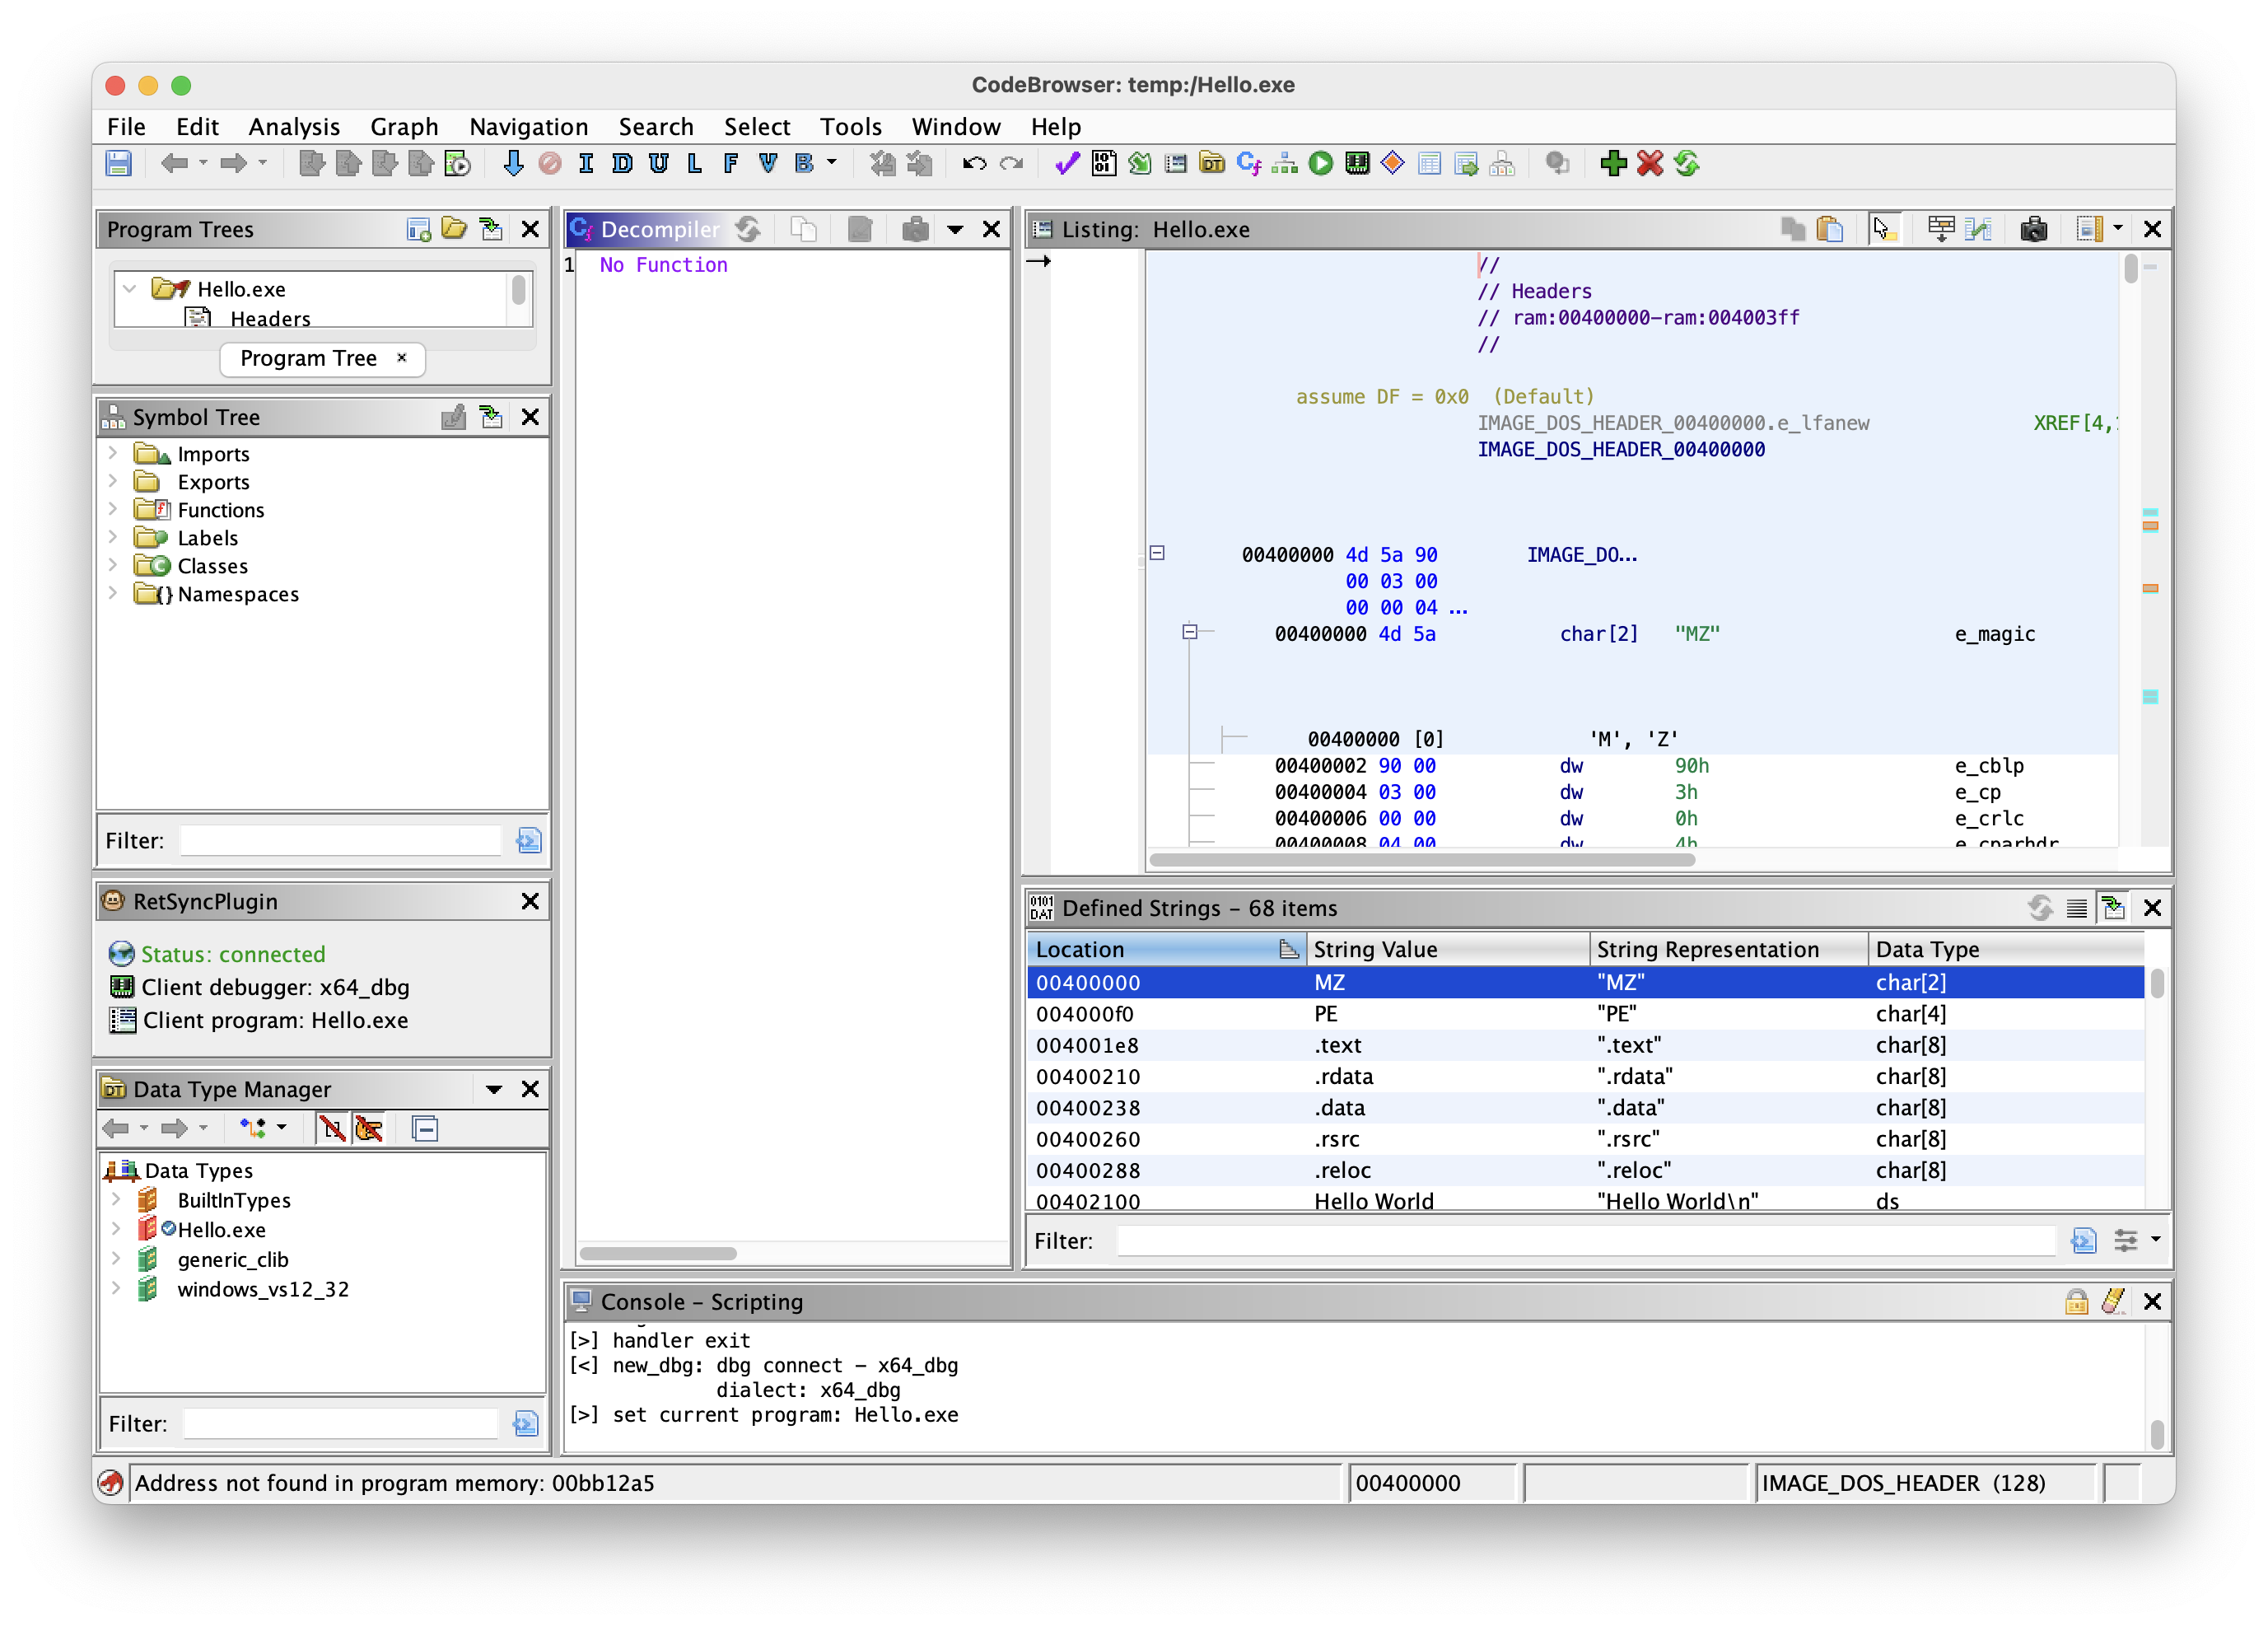 CodeBrowser: temp:/Hello.exe
File Edit Analysis Graph Navigation Search Select Tools Window Help
I D U L F V B
Program Trees
Hello.exe
Headers
Program Tree ×
Symbol Tree
Imports
Exports
Functions
Labels
Classes
Namespaces
Filter:
RetSyncPlugin
Status: connected
Client debugger: x64_dbg
Client program: Hello.exe
Data Type Manager
Data Types
BuiltInTypes
Hello.exe
generic_clib
windows_vs12_32
Filter:
Decompiler
1 No Function
Listing: Hello.exe
//
// Headers
// ram:00400000-ram:004003ff
//
assume DF = 0x0 (Default)
IMAGE_DOS_HEADER_00400000.e_lfanew XREF[4,
IMAGE_DOS_HEADER_00400000
00400000 4d 5a 90 IMAGE_DO...
00 03 00
00 00 04 ...
00400000 4d 5a char[2] "MZ" e_magic
00400000 [0] 'M', 'Z'
00400002 90 00 dw 90h e_cblp
00400004 03 00 dw 3h e_cp
00400006 00 00 dw 0h e_crlc
00400008 04 00 dw 4h e_cparhdr
Defined Strings – 68 items
Location String Value String Representation Data Type
00400000 MZ "MZ" char[2]
004000f0 PE "PE" char[4]
004001e8 .text ".text" char[8]
00400210 .rdata ".rdata" char[8]
00400238 .data ".data" char[8]
00400260 .rsrc ".rsrc" char[8]
00400288 .reloc ".reloc" char[8]
00402100 Hello World "Hello World\n" ds
Filter:
Console – Scripting
[>] handler exit
[<] new_dbg: dbg connect – x64_dbg
dialect: x64_dbg
[>] set current program: Hello.exe
Address not found in program memory: 00bb12a5
00400000
IMAGE_DOS_HEADER (128)